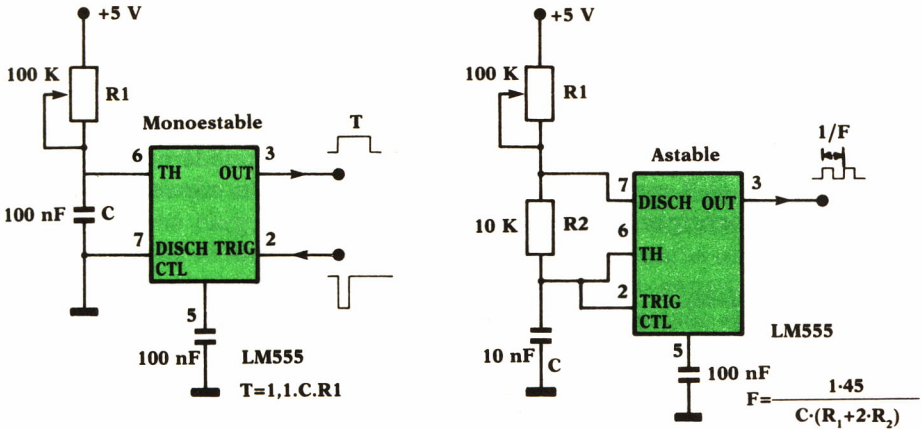 +5 V
100 K
R1
Monoestable
T
6
3
TH
OUT
100 nF
C
7
2
DISCH TRIG
CTL
5
100 nF
LM555
T=1,1.C.R1
+5 V
100 K
R1
Astable
1/F
7
3
DISCH OUT
10 K
R2
6
TH
2
TRIG
CTL
10 nF
C
LM555
5
100 nF
F= 1·45
C·(R₁+2·R₂)